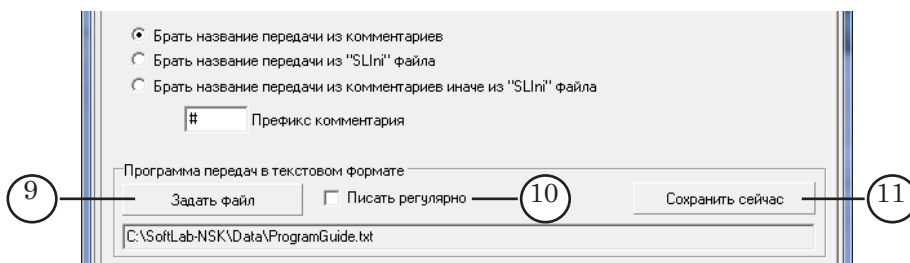 Брать название передачи из комментариев
Брать название передачи из "SLIni" файла
Брать название передачи из комментариев иначе из "SLIni" файла
# Префикс комментария
Программа передач в текстовом формате
9 Задать файл Писать регулярно 10 Сохранить сейчас 11
C:\SoftLab-NSK\Data\ProgramGuide.txt